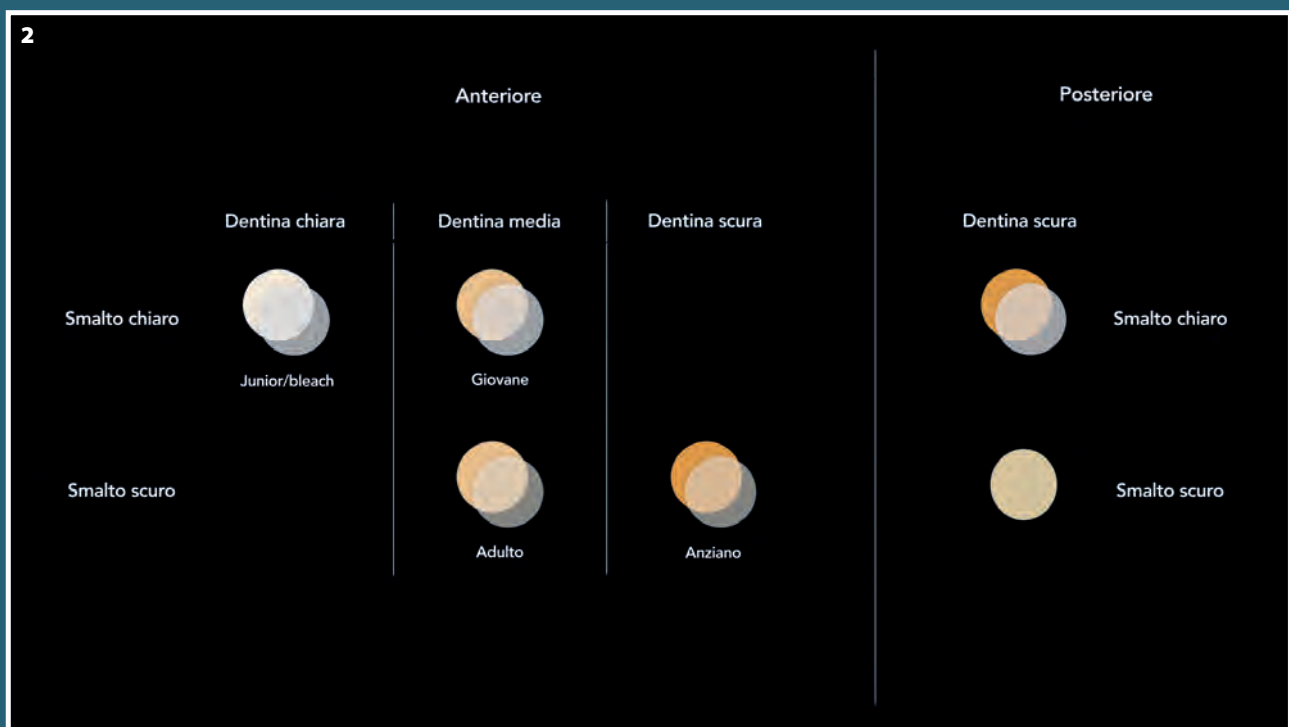 2
Anteriore
Posteriore
Dentina chiara
Dentina media
Dentina scura
Dentina scura
Smalto chiaro
Smalto chiaro
Junior/bleach
Giovane
Smalto scuro
Smalto scuro
Adulto
Anziano